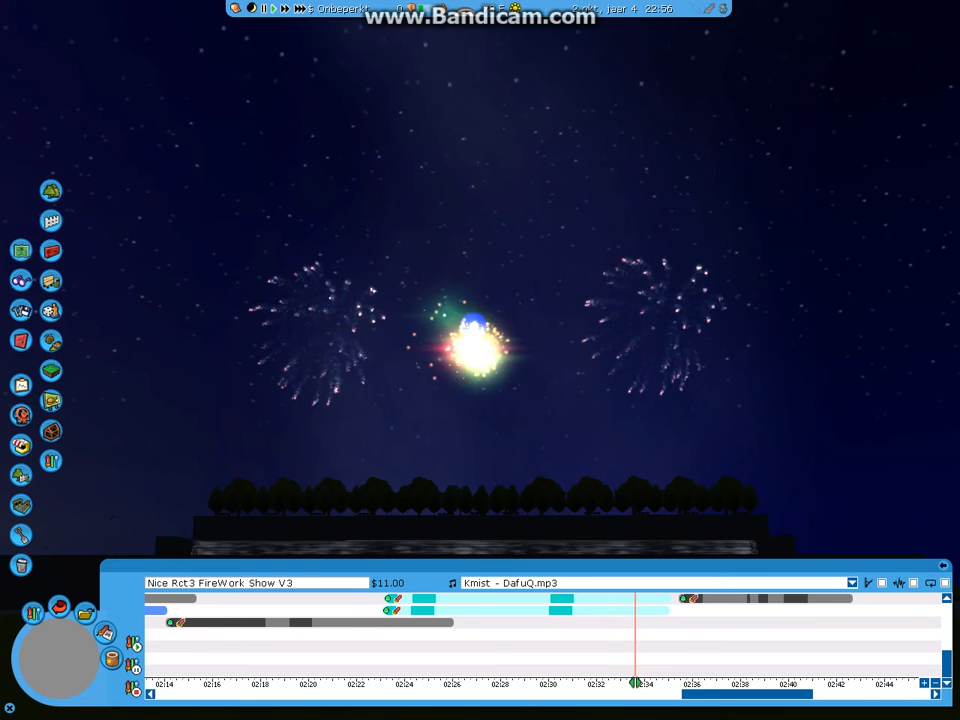 $ Onbeperkt
www.Bandicam.com
okt, jaar 4 22:56
Nice Rct3 FireWork Show V3
$11.00
Kmist - DafuQ.mp3
02:14 02:16 02:18 02:20 02:22 02:24 02:26 02:28 02:30 02:32 02:34 02:36 02:38 02:40 02:42 02:44